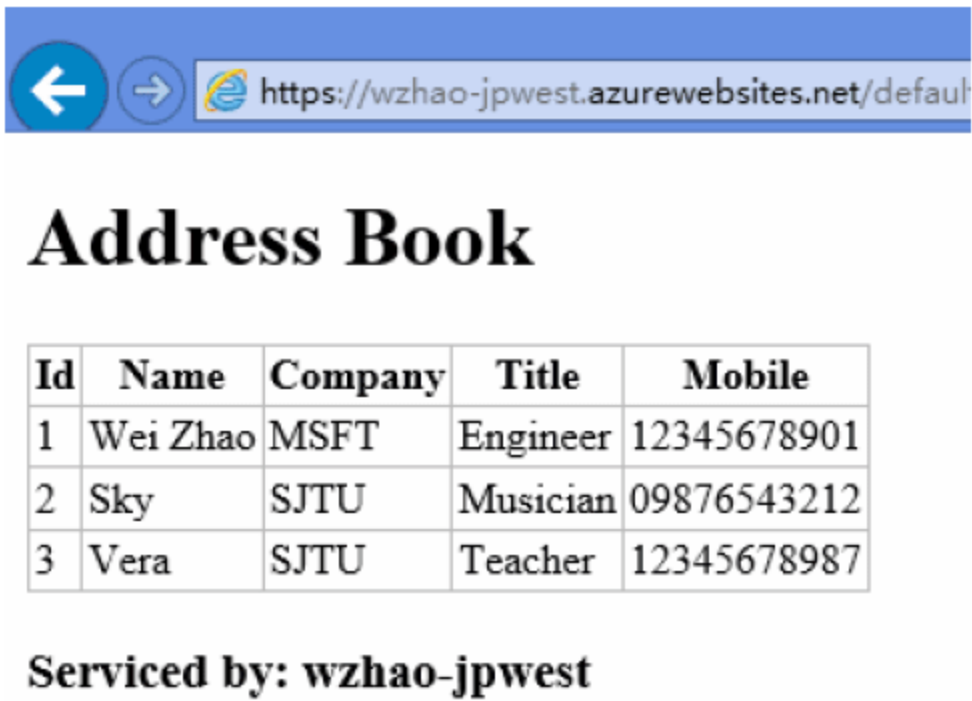 https://wzhao-jpwest.azurewebsites.net/defaul
Address Book
Id Name Company Title Mobile
1 Wei Zhao MSFT Engineer 12345678901
2 Sky SJTU Musician 09876543212
3 Vera SJTU Teacher 12345678987
Serviced by: wzhao-jpwest